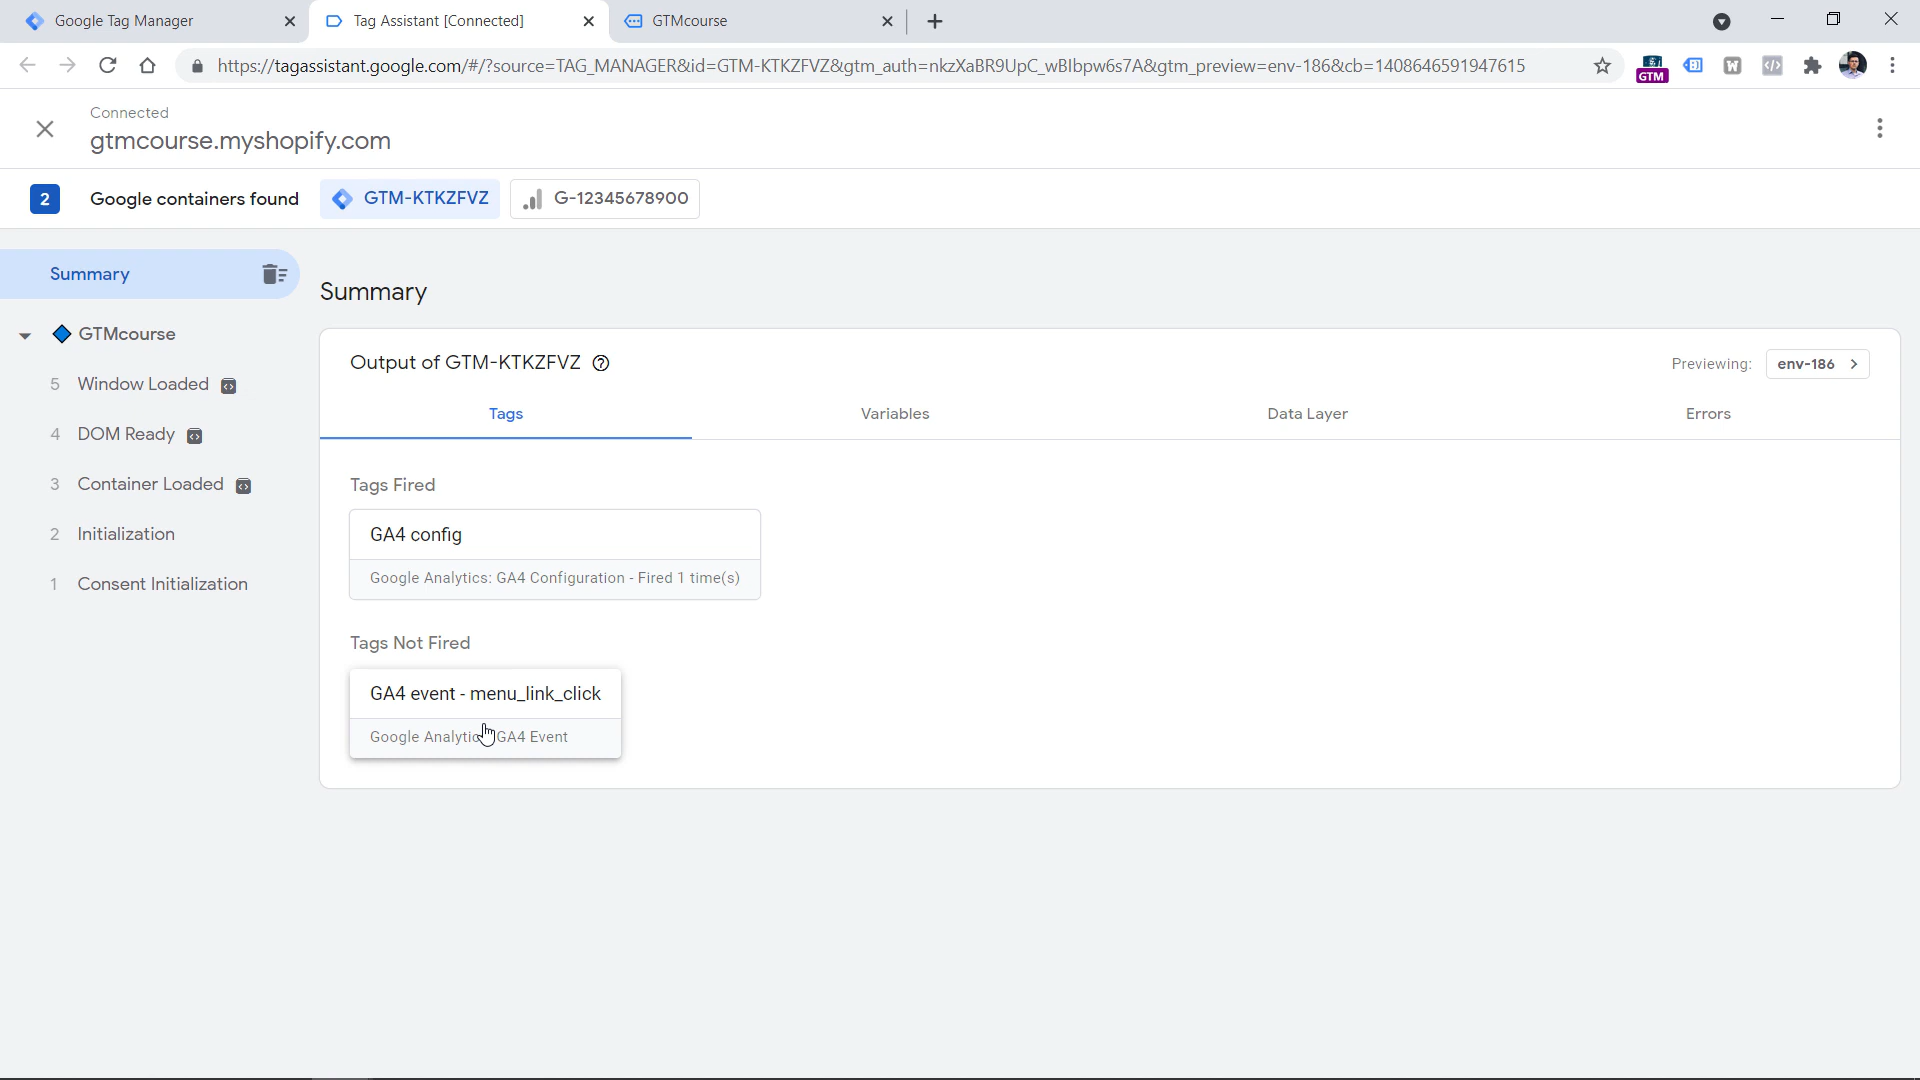 Google Tag Manager
Tag Assistant [Connected]
GTMcourse
https://tagassistant.google.com/#/?source=TAG_MANAGER&id=GTM-KTKZFVZ&gtm_auth=nkzXaBR9UpC_wBIbpw6s7A&gtm_preview=env-186&cb=1408646591947615
GTM
Connected
gtmcourse.myshopify.com
2 Google containers found GTM-KTKZFVZ G-12345678900
Summary
GTMcourse
5 Window Loaded
4 DOM Ready
3 Container Loaded
2 Initialization
1 Consent Initialization
Summary
Output of GTM-KTKZFVZ
Previewing: env-186
Tags Variables Data Layer Errors
Tags Fired
GA4 config
Google Analytics: GA4 Configuration - Fired 1 time(s)
Tags Not Fired
GA4 event - menu_link_click
GA4 Event